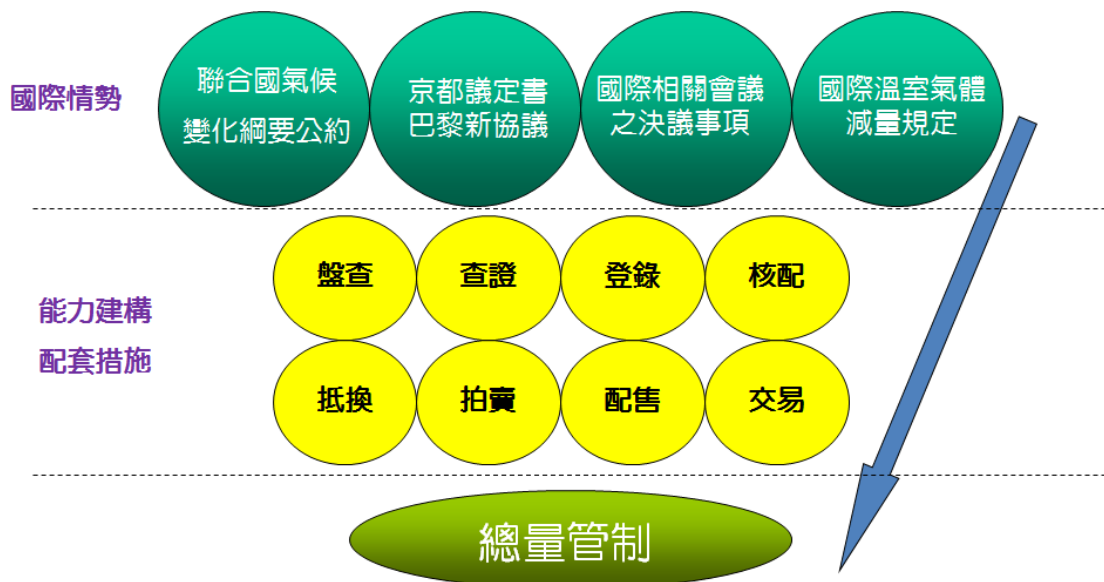 國際情勢
聯合國氣候
變化綱要公約
京都議定書
巴黎新協議
國際相關會議
之決議事項
國際溫室氣體
減量規定
能力建構
配套措施
盤查
查證
登錄
核配
抵換
拍賣
配售
交易
總量管制